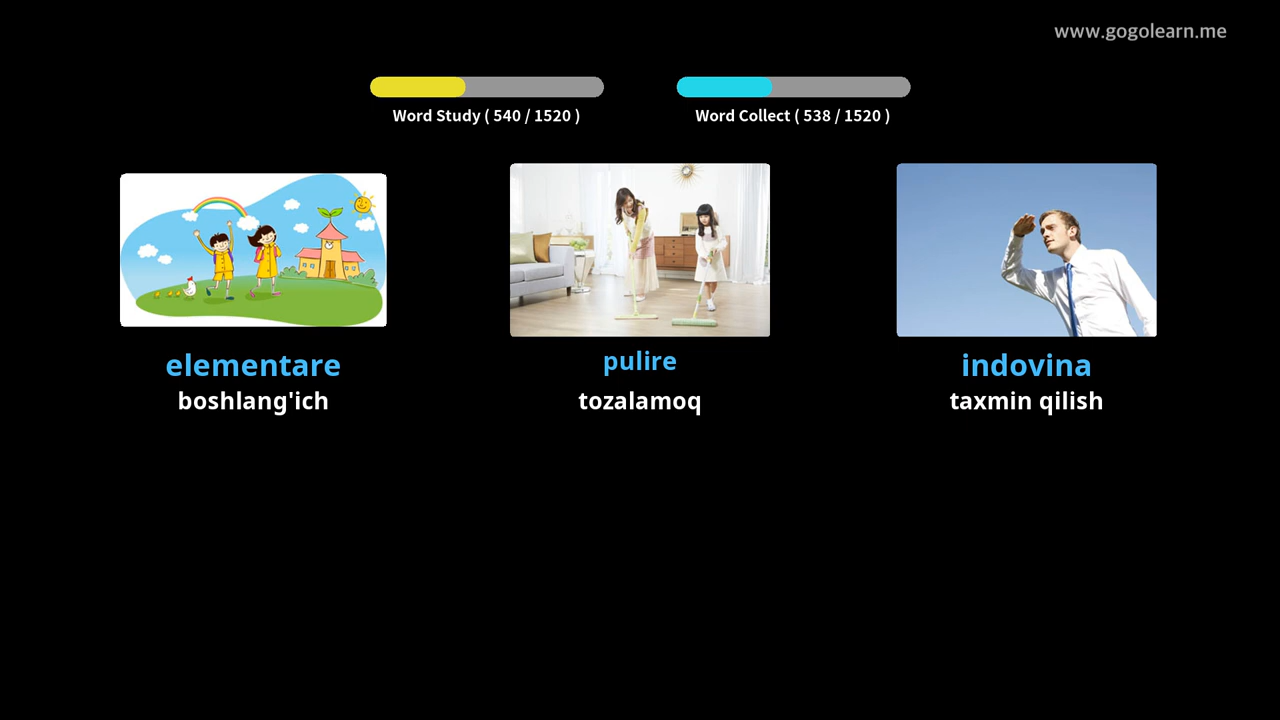 www.gogolearn.me
Word Study ( 540 / 1520 )
Word Collect ( 538 / 1520 )
elementare
boshlang'ich
pulire
tozalamoq
indovina
taxmin qilish